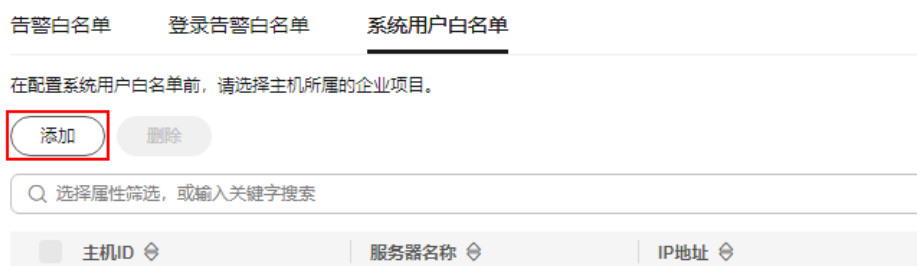 告警白名单 登录告警白名单 系统用户白名单
在配置系统用户白名单前，请选择主机所属的企业项目。
添加 删除
选择属性筛选，或输入关键字搜索
主机ID 服务器名称 IP地址